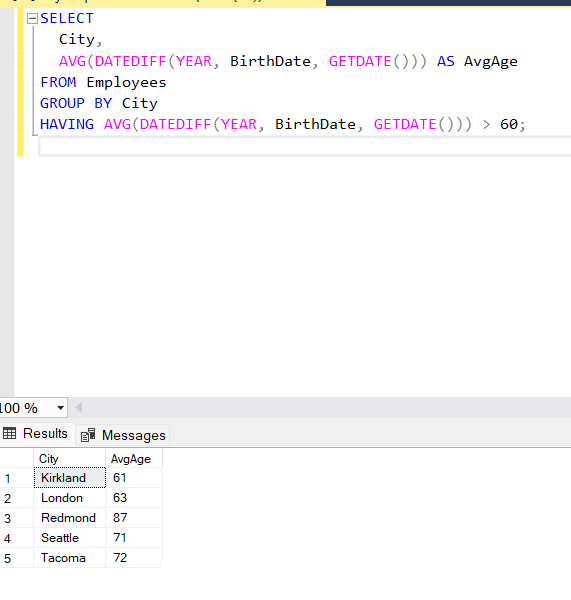 SELECT
City,
AVG(DATEDIFF(YEAR, BirthDate, GETDATE())) AS AvgAge
FROM Employees
GROUP BY City
HAVING AVG(DATEDIFF(YEAR, BirthDate, GETDATE())) > 60;
100 %
Results Messages
City AvgAge
1 Kirkland 61
2 London 63
3 Redmond 87
4 Seattle 71
5 Tacoma 72